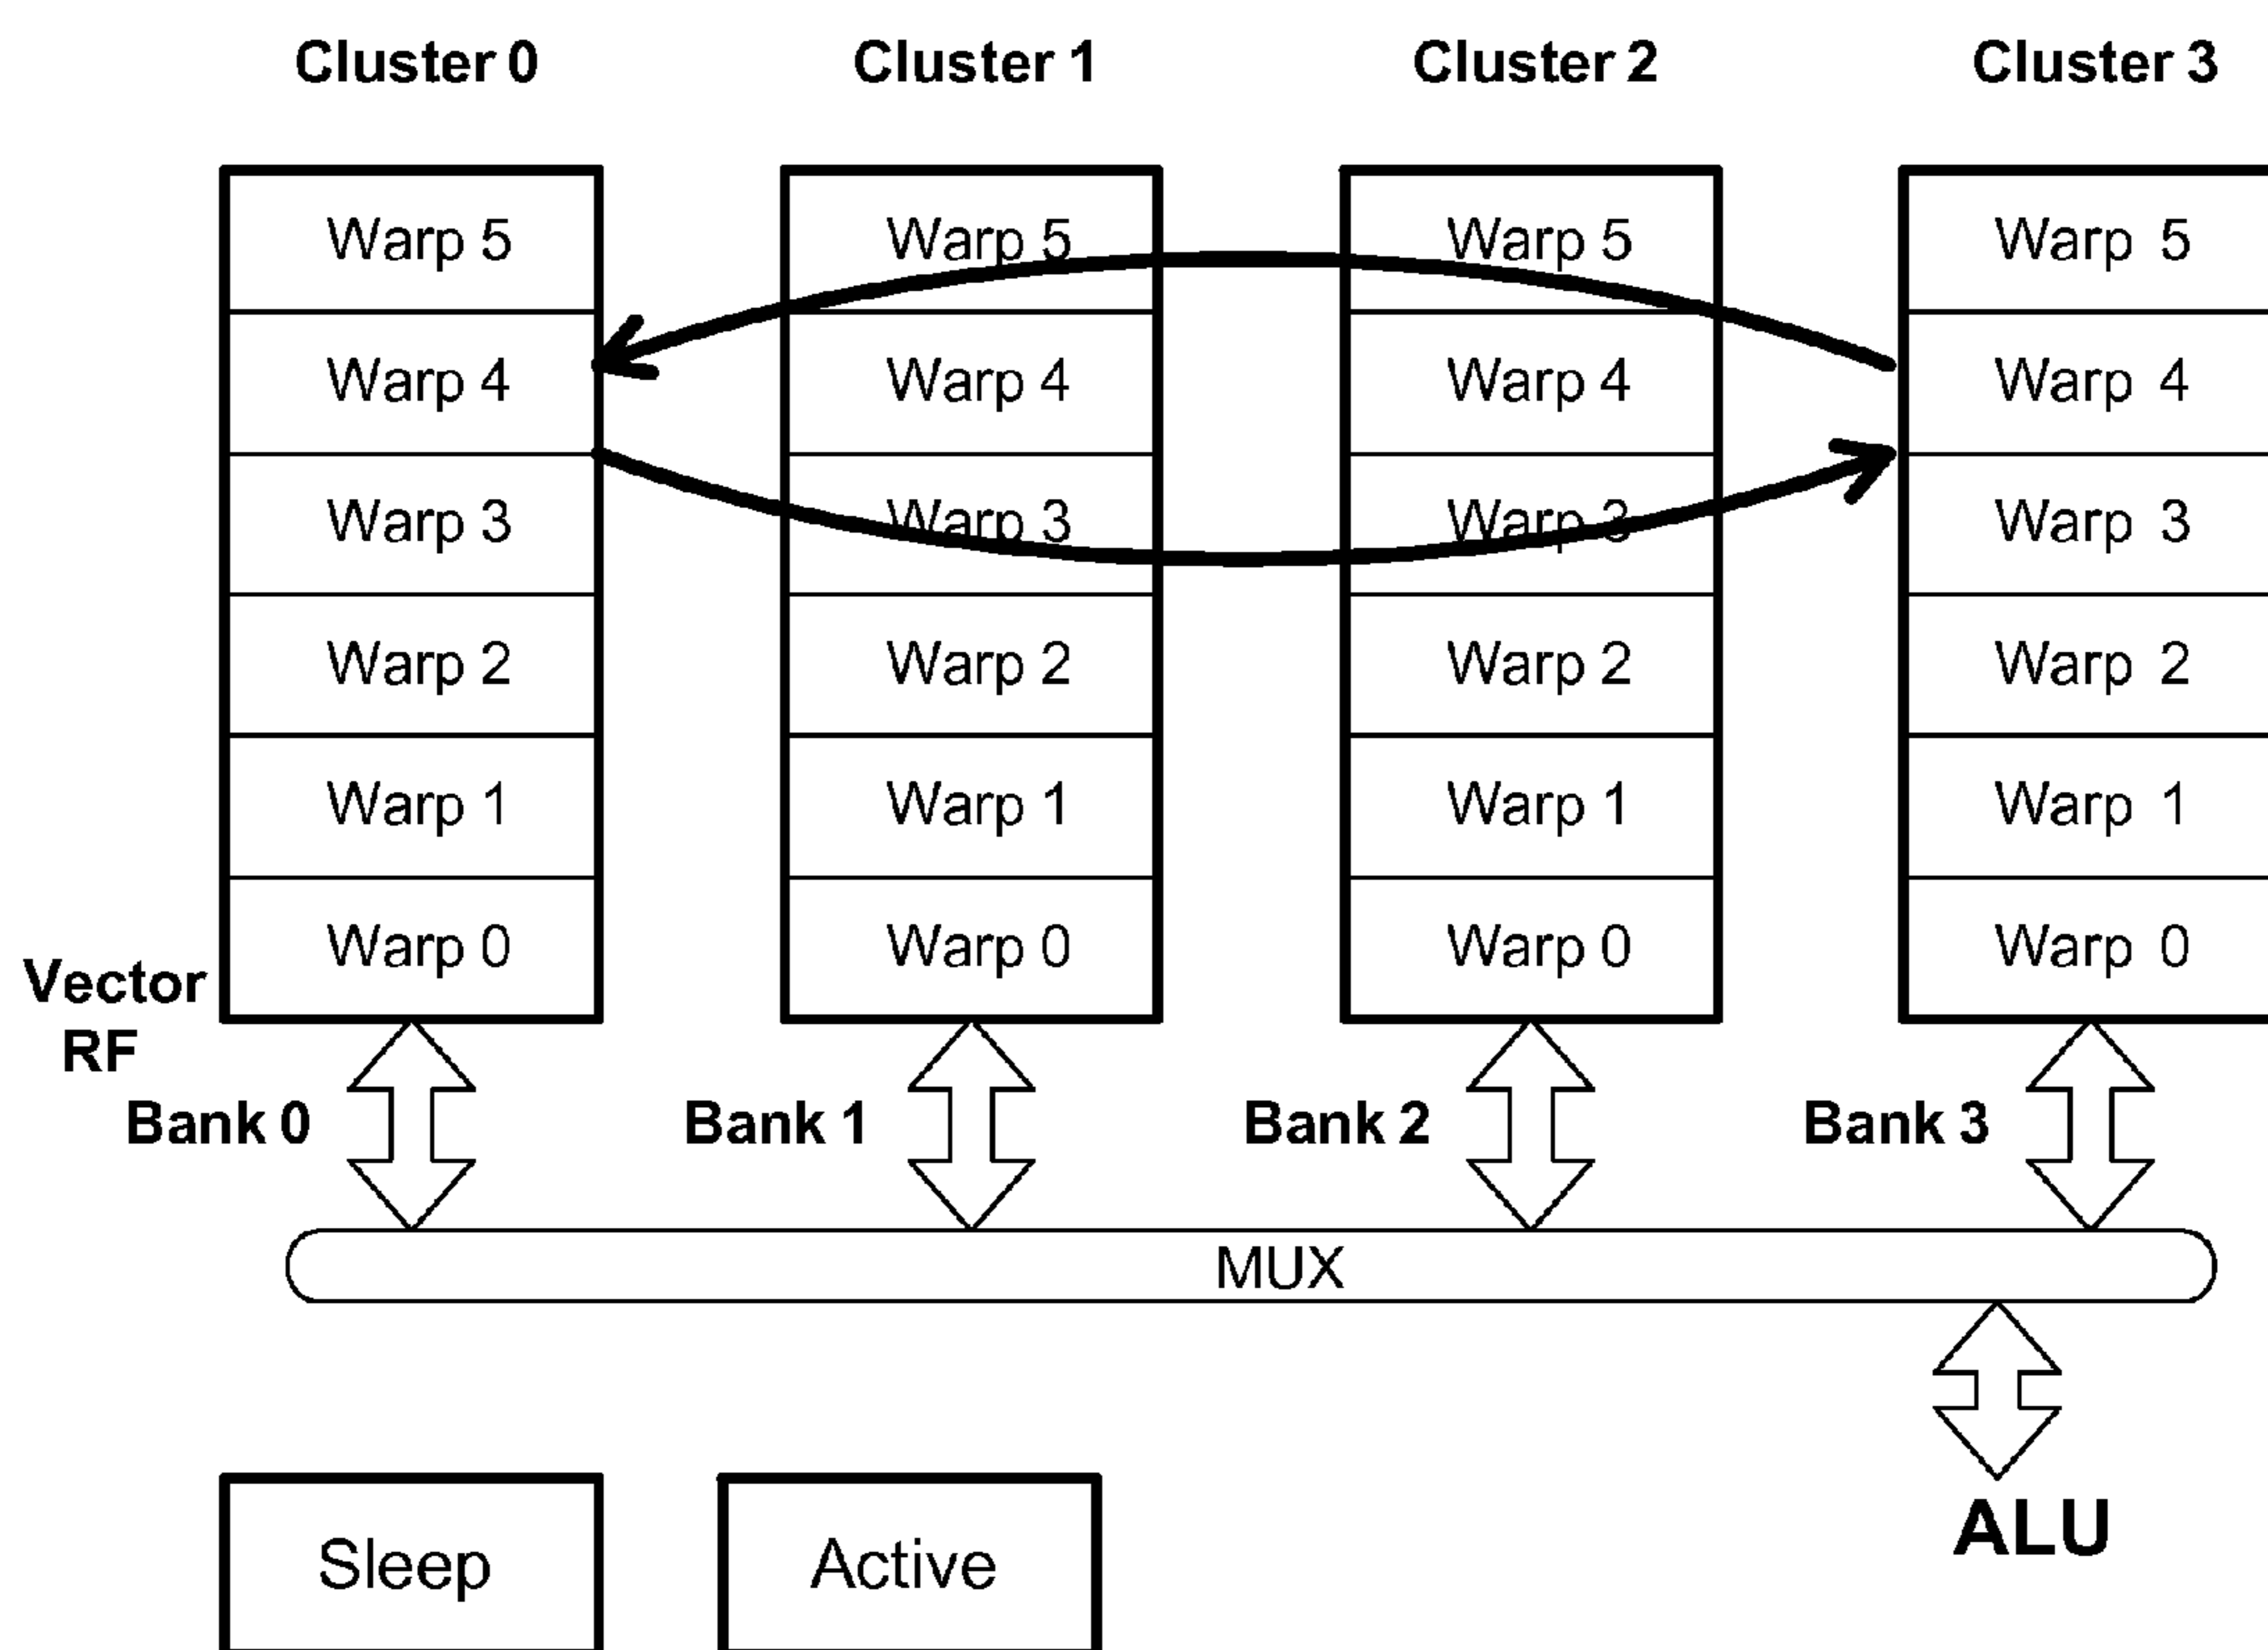 Cluster 0 Cluster 1 Cluster 2 Cluster 3
Warp 5 Warp 5 Warp 5 Warp 5
Warp 4 Warp 4 Warp 4 Warp 4
Warp 3 Warp 3 Warp 3 Warp 3
Warp 2 Warp 2 Warp 2 Warp 2
Warp 1 Warp 1 Warp 1 Warp 1
Warp 0 Warp 0 Warp 0 Warp 0
Vector
RF
Bank 0 Bank 1 Bank 2 Bank 3
MUX
ALU
Sleep Active